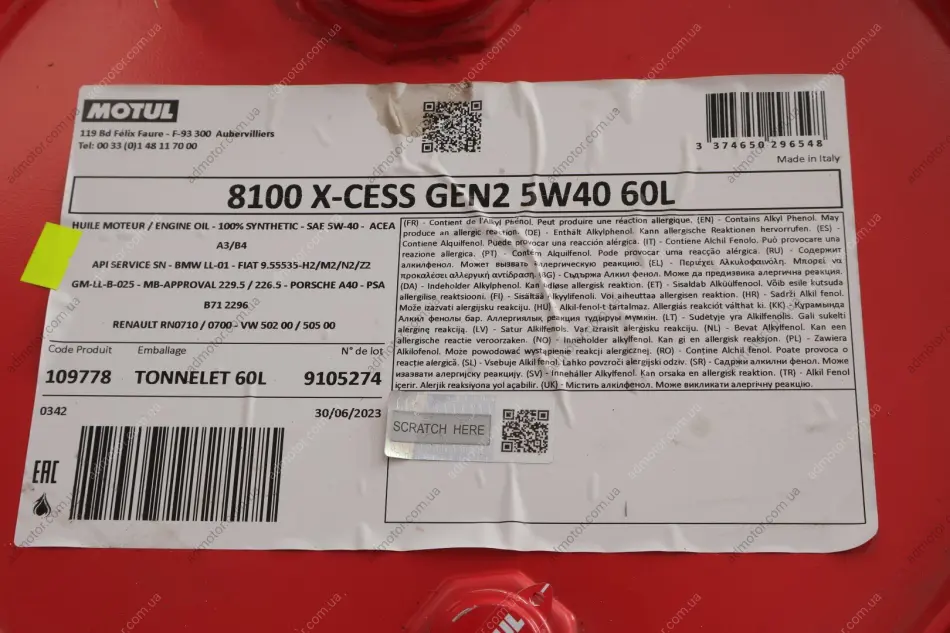 MOTUL
119 Bd Félix Faure - F-93 300 Aubervilliers
Tel: 00 33 (0)1 48 11 70 00
3 374650 296548
Made in Italy
8100 X-CESS GEN2 5W40 60L
HUILE MOTEUR / ENGINE OIL - 100% SYNTHETIC - SAE 5W-40 - ACEA
A3/B4
API SERVICE SN - BMW LL-01 - FIAT 9.55535-H2/M2/N2/Z2
GM-LL-B-025 - MB-APPROVAL 229.5 / 226.5 - PORSCHE A40 - PSA
B71 2296
RENAULT RN0710 / 0700 - VW 502 00 / 505 00
Code Produit Emballage N° de lot
109778 TONNELET 60L 9105274
0342 30/06/2023
EAC
(FR) - Contient de l'Alkyl Phénol. Peut produire une réaction allergique. (EN) - Contains Alkyl Phenol. May
produce an allergic reaction. (DE) - Enthält Alkylphenol. Kann allergische Reaktionen hervorrufen. (ES) -
Contiene Alquilfenol. Puede provocar una reacción alérgica. (IT) - Contiene Alchil Fenolo. Può provocare una
reazione allergica. (PT) - Contém Alquilfenol. Pode provocar uma reacção alérgica. (RU) - Содержит
алкилфенол. Может вызвать аллергическую реакцию. (EL) - Περιέχει Αλκυλοφαινόλη. Μπορεί να
προκαλέσει αλλεργική αντίδραση. (BG) - Съдържа Алкил фенол. Може да предизвика алергична реакция.
(DA) - Indeholder Alkylphenol. Kan udløse allergisk reaktion. (ET) - Sisaldab Alküülfenool. Võib esile kutsuda
allergilise reaktsiooni. (FI) - Sisältää Alkyylifenoli. Voi aiheuttaa allergisen reaktion. (HR) - Sadrži Alkil fenol.
Može izazvati alergijsku reakciju. (HU) Alkil-fenol-t tartalmaz. Allergiás reakciót válthat ki. (KK) - Курамында
Алкил фенолы бар. Аллергиялық реакция тудыруы мүмкін. (LT) - Sudėtyje yra Alkilfenolis. Gali sukelti
alerginę reakciją. (LV) - Satur Alkilfenols. Var izraisīt alerģisku reakciju. (NL) - Bevat Alkylfenol. Kan een
allergische reactie veroorzaken. (NO) - Inneholder alkylfenol. Kan gi en allergisk reaksjon. (PL) - Zawiera
Alkilofenol. Może powodować wystąpienie reakcji alergicznej. (RO) - Conține Alchil fenol. Poate provoca o
reacție alergică. (SL) - Vsebuje Alkil fenol. Lahko povzroči alergijski odziv. (SR) - Садржи алкилни фенол. Може
изазвати алергијску реакцију. (SV) - Innehåller Alkylfenol. Kan orsaka en allergisk reaktion. (TR) - Alkil Fenol
içerir. Alerjik reaksiyona yol açabilir. (UK) - Містить алкілфенол. Може викликати алергічну реакцію.
SCRATCH HERE
admotor.com.ua